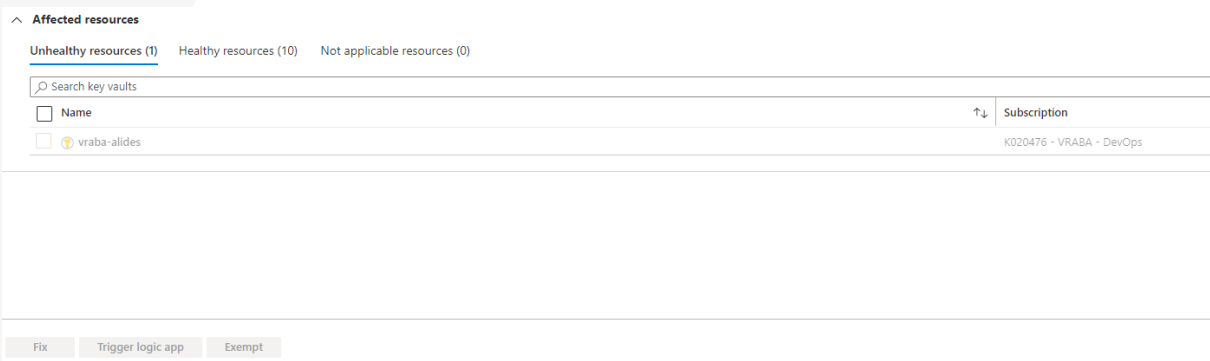 Affected resources
Unhealthy resources (1) Healthy resources (10) Not applicable resources (0)
Search key vaults
Name Subscription
vraba-alides K020476 - VRABA - DevOps
Fix Trigger logic app Exempt